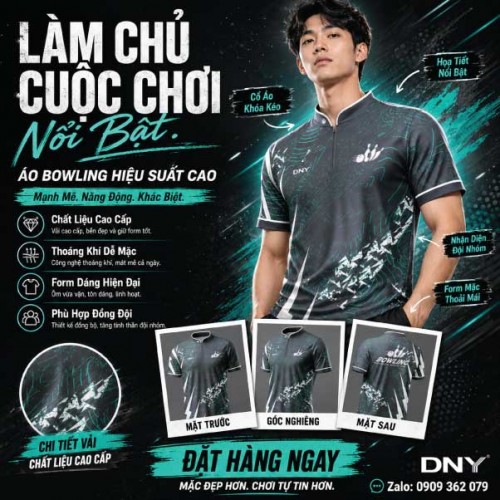 LÀM CHỦ
CUỘC CHƠI
Nổi Bật.
ÁO BOWLING HIỆU SUẤT CAO
Mạnh Mẽ. Năng Động. Khác Biệt.
Chất Liệu Cao Cấp
Vải cao cấp, bền đẹp và giữ form tốt.
Thoáng Khí Dễ Mặc
Công nghệ thoáng khí, mát mẻ cả ngày.
Form Dáng Hiện Đại
Ôm vừa vặn, tôn dáng, linh hoạt.
Phù Hợp Đồng Đội
Thiết kế đồng bộ, tăng tinh thần đội nhóm.
Cổ Áo
Khóa Kéo
Họa Tiết
Nổi Bật
DNY
Nhận Diện
Đội Nhóm
Form Mặc
Thoải Mái
BOWLING
MẶT TRƯỚC
GÓC NGHIÊNG
MẶT SAU
CHI TIẾT VẢI
CHẤT LIỆU CAO CẤP
ĐẶT HÀNG NGAY
MẶC ĐẸP HƠN. CHƠI TỰ TIN HƠN.
DNY
Zalo: 0909 362 079